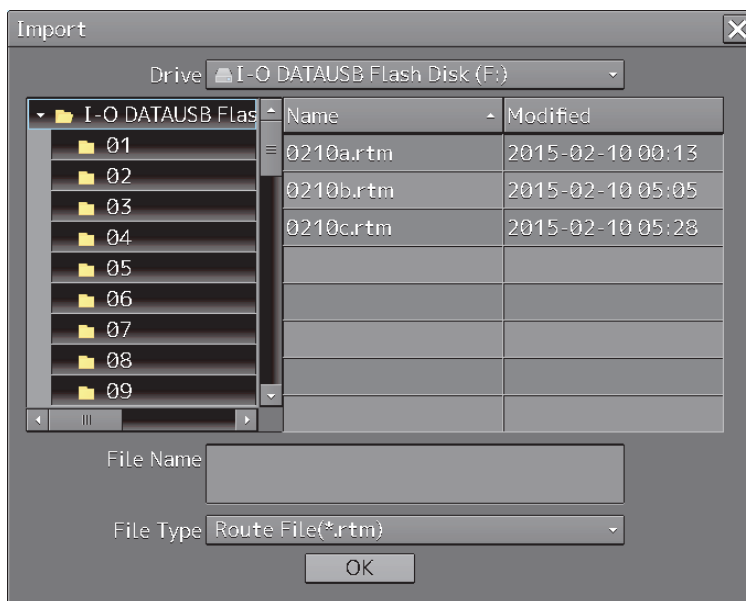 Import
Drive I-O DATAUSB Flash Disk (F:)
I-O DATAUSB Flas
01
02
03
04
05
06
07
08
09
Name Modified
0210a.rtm 2015-02-10 00:13
0210b.rtm 2015-02-10 05:05
0210c.rtm 2015-02-10 05:28
File Name
File Type Route File(*.rtm)
OK